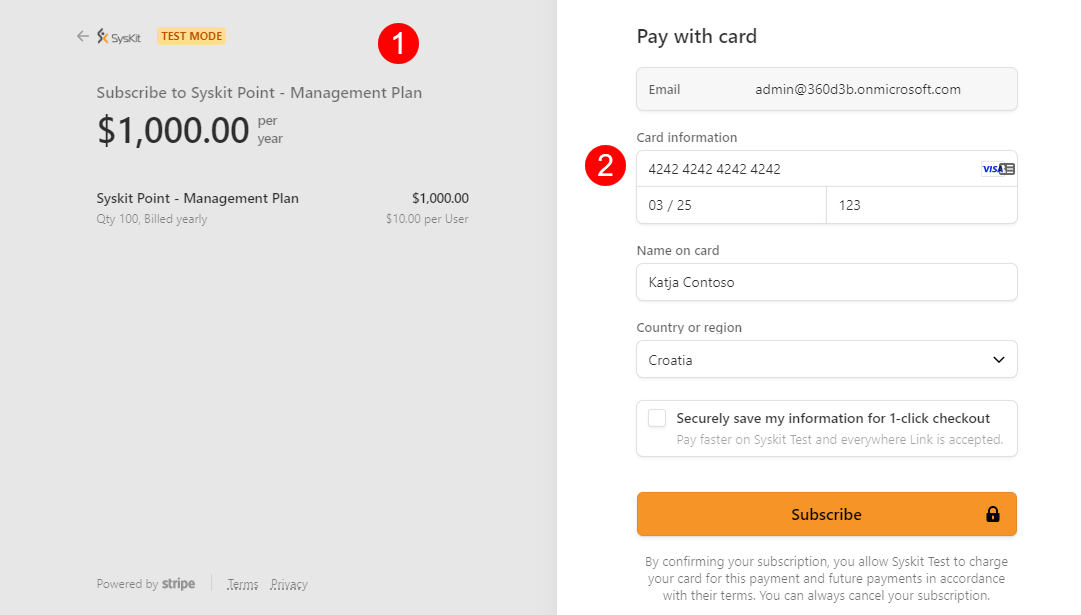 SysKit TEST MODE
1
Subscribe to Syskit Point - Management Plan
$1,000.00 per year
Syskit Point - Management Plan $1,000.00
Qty 100, Billed yearly $10.00 per User
Powered by stripe Terms Privacy
Pay with card
Email admin@360d3b.onmicrosoft.com
Card information
2
4242 4242 4242 4242 VISA
03 / 25 123
Name on card
Katja Contoso
Country or region
Croatia
Securely save my information for 1-click checkout
Pay faster on Syskit Test and everywhere Link is accepted.
Subscribe
By confirming your subscription, you allow Syskit Test to charge
your card for this payment and future payments in accordance
with their terms. You can always cancel your subscription.